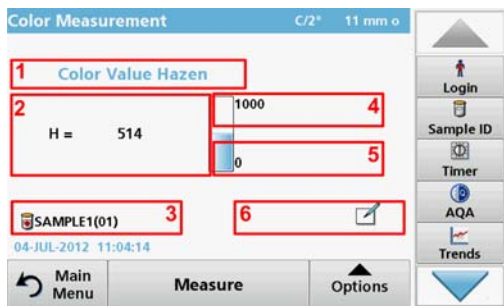 Color Measurement C/2° 11 mm o
1 Color Value Hazen
2 H = 514
1000 4
5
0
SAMPLE1(01) 3
6
04-JUL-2012 11:04:14
Main Menu
Measure
Options
Login
Sample ID
Timer
AQA
Trends